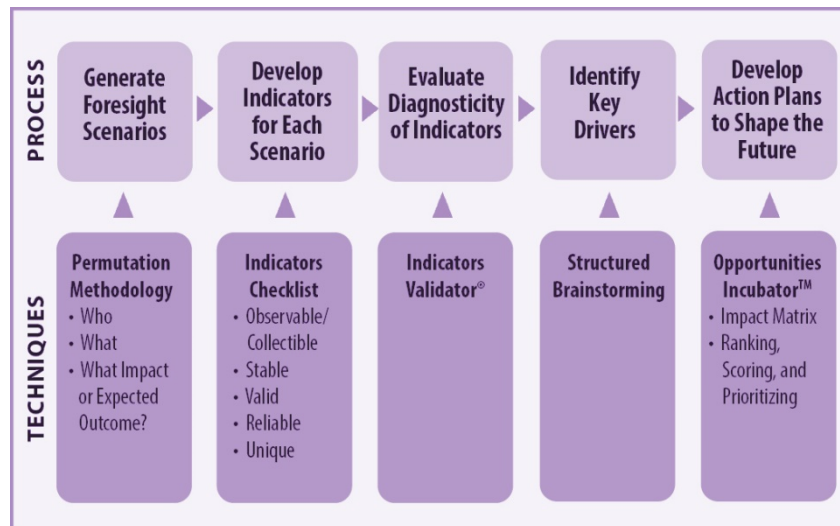 PROCESS
Generate
Foresight
Scenarios
Develop
Indicators
for Each
Scenario
Evaluate
Diagnosticity
of Indicators
Identify
Key
Drivers
Develop
Action Plans
to Shape the
Future
TECHNIQUES
Permutation
Methodology
• Who
• What
• What Impact
or Expected
Outcome?
Indicators
Checklist
• Observable/
Collectible
• Stable
• Valid
• Reliable
• Unique
Indicators
Validator®
Structured
Brainstorming
Opportunities
Incubator™
• Impact Matrix
• Ranking,
Scoring, and
Prioritizing